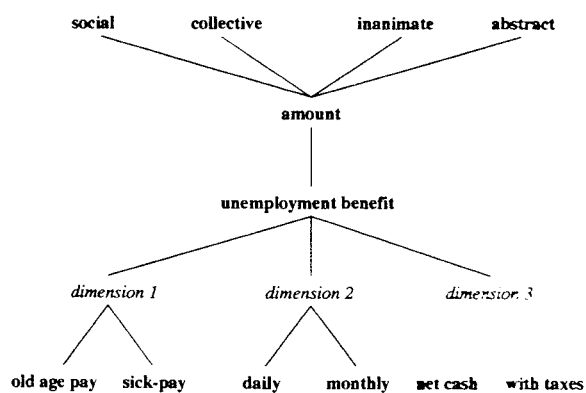 social collective inanimate abstract
amount
unemployment benefit
dimension 1 dimension 2 dimension 3
old age pay sick-pay daily monthly net cash with taxes